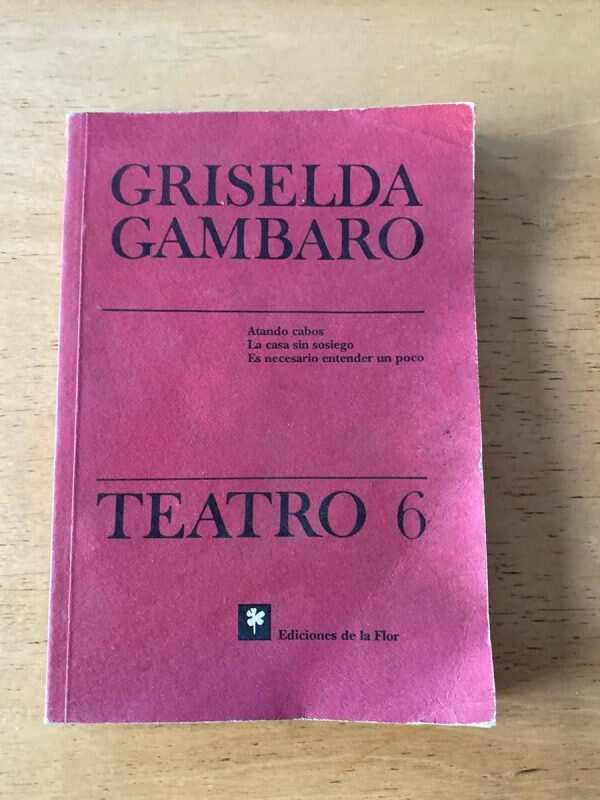 GRISELDA
GAMBARO
Atando cabos
La casa sin sosiego
Es necesario entender un poco
TEATRO 6
Ediciones de la Flor